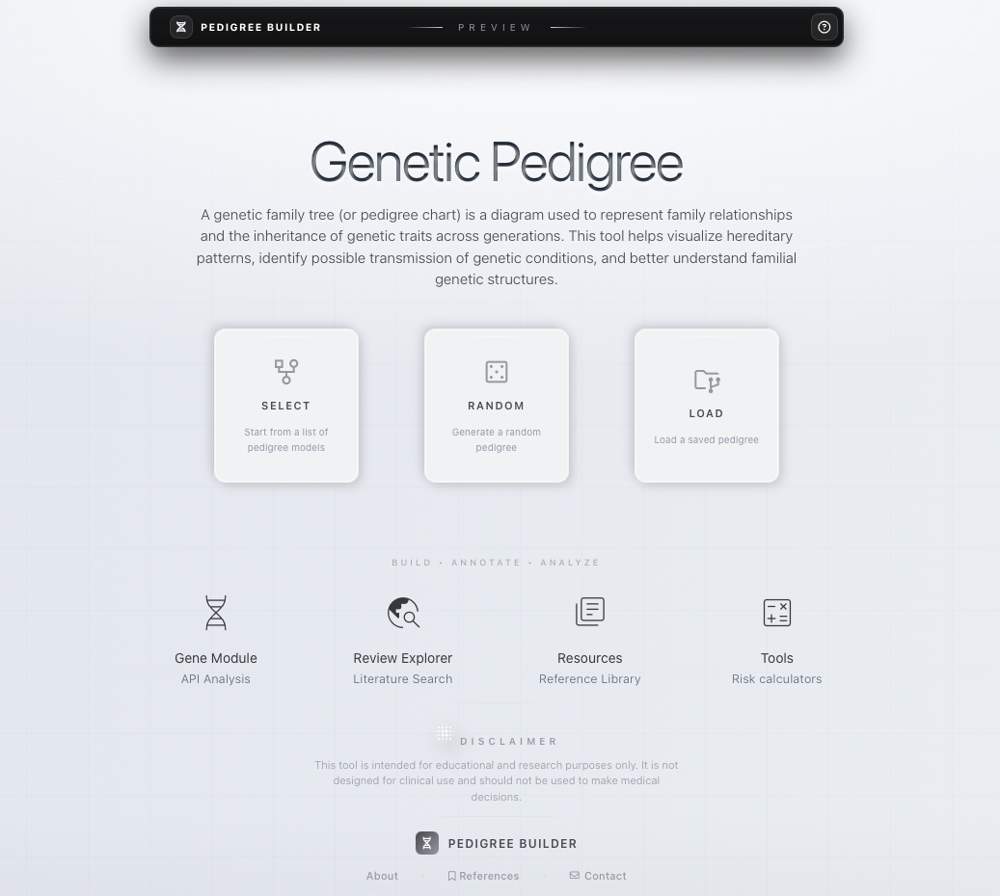 PEDIGREE BUILDER
PREVIEW
Genetic Pedigree
A genetic family tree (or pedigree chart) is a diagram used to represent family relationships
and the inheritance of genetic traits across generations. This tool helps visualize hereditary
patterns, identify possible transmission of genetic conditions, and better understand familial
genetic structures.
SELECT
Start from a list of
pedigree models
RANDOM
Generate a random
pedigree
LOAD
Load a saved pedigree
BUILD • ANNOTATE • ANALYZE
Gene Module
API Analysis
Review Explorer
Literature Search
Resources
Reference Library
Tools
Risk calculators
DISCLAIMER
This tool is intended for educational and research purposes only. It is not
designed for clinical use and should not be used to make medical
decisions.
PEDIGREE BUILDER
About
References
Contact